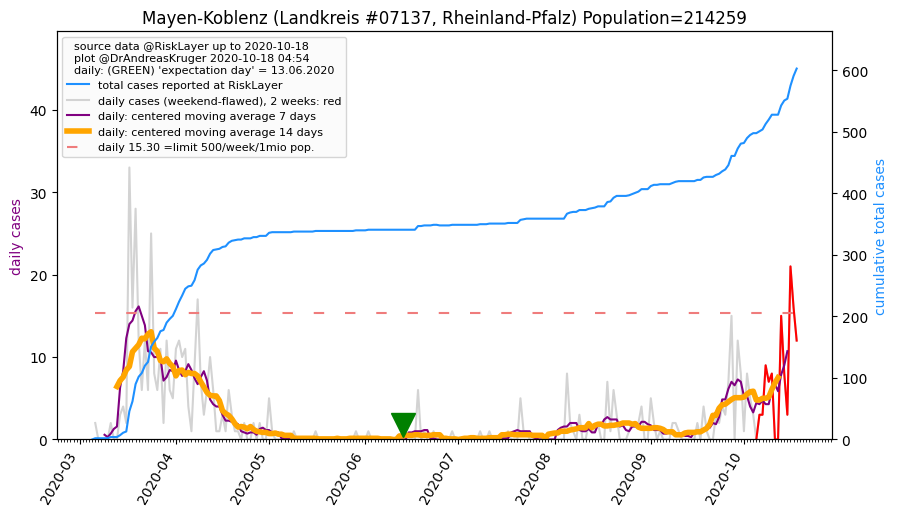 Mayen-Koblenz (Landkreis #07137, Rheinland-Pfalz) Population=214259
source data @RiskLayer up to 2020-10-18
plot @DrAndreasKruger 2020-10-18 04:54
daily: (GREEN) 'expectation day' = 13.06.2020
total cases reported at RiskLayer
daily cases (weekend-flawed), 2 weeks: red
daily: centered moving average 7 days
daily: centered moving average 14 days
daily 15.30 =limit 500/week/1mio pop.
daily cases
40
30
20
10
0
cumulative total cases
600
500
400
300
200
100
0
2020-03
2020-04
2020-05
2020-06
2020-07
2020-08
2020-09
2020-10